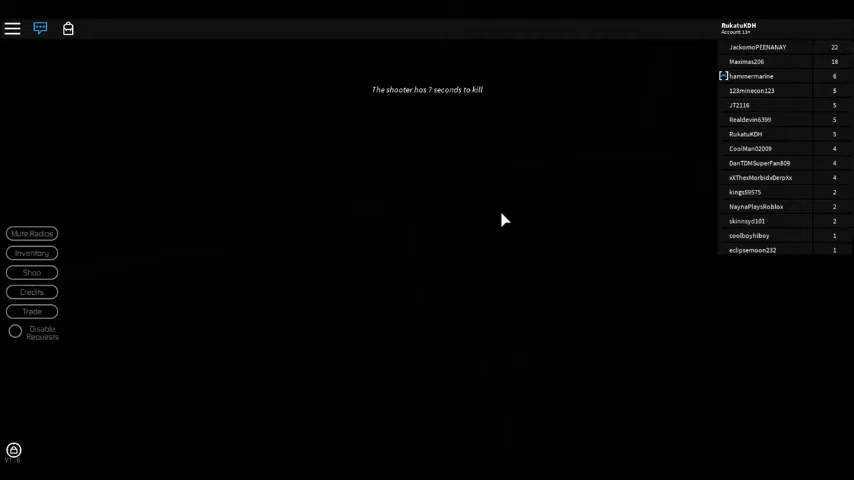 RukatuKDH
Account: 13+
JackomoPEENANAY 22
Maximas206 18
hammermarine 6
123minecon123 5
JT2116 5
Realdevin6399 5
RukatuKDH 5
CoolMan02009 4
DanTDMSuperFan809 4
xXThexMorbidxDerpXx 4
kings59575 2
NaynaPlaysRoblox 2
skinnsyd101 2
coolboyhiboy 1
eclipsemoon232 1
The shooter has 7 seconds to kill
Mute Radios
Inventory
Shop
Credits
Trade
Disable
Requests